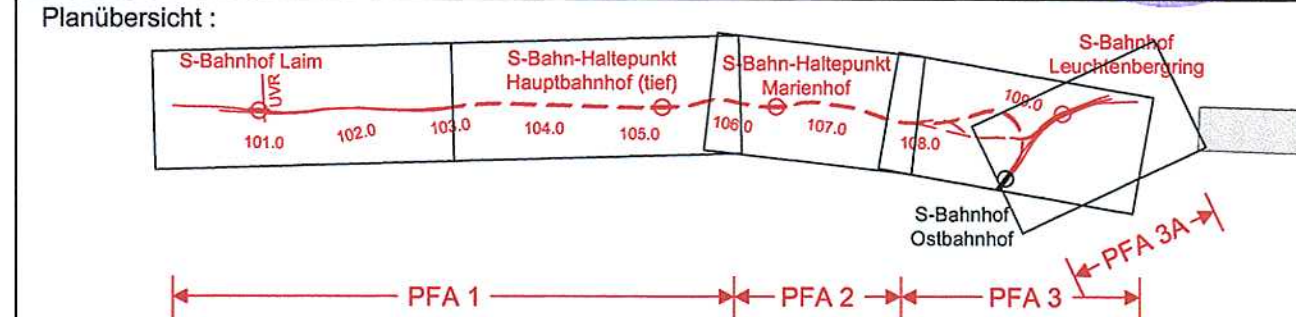 Planübersicht :
S-Bahnhof Laim
UVR
S-Bahn-Haltepunkt
Hauptbahnhof (tief)
S-Bahn-Haltepunkt
Marienhof
S-Bahnhof
Leuchtenbergring
101.0
102.0
103.0
104.0
105.0
106.0
107.0
108.0
109.0
S-Bahnhof
Ostbahnhof
PFA 1
PFA 2
PFA 3
PFA 3A